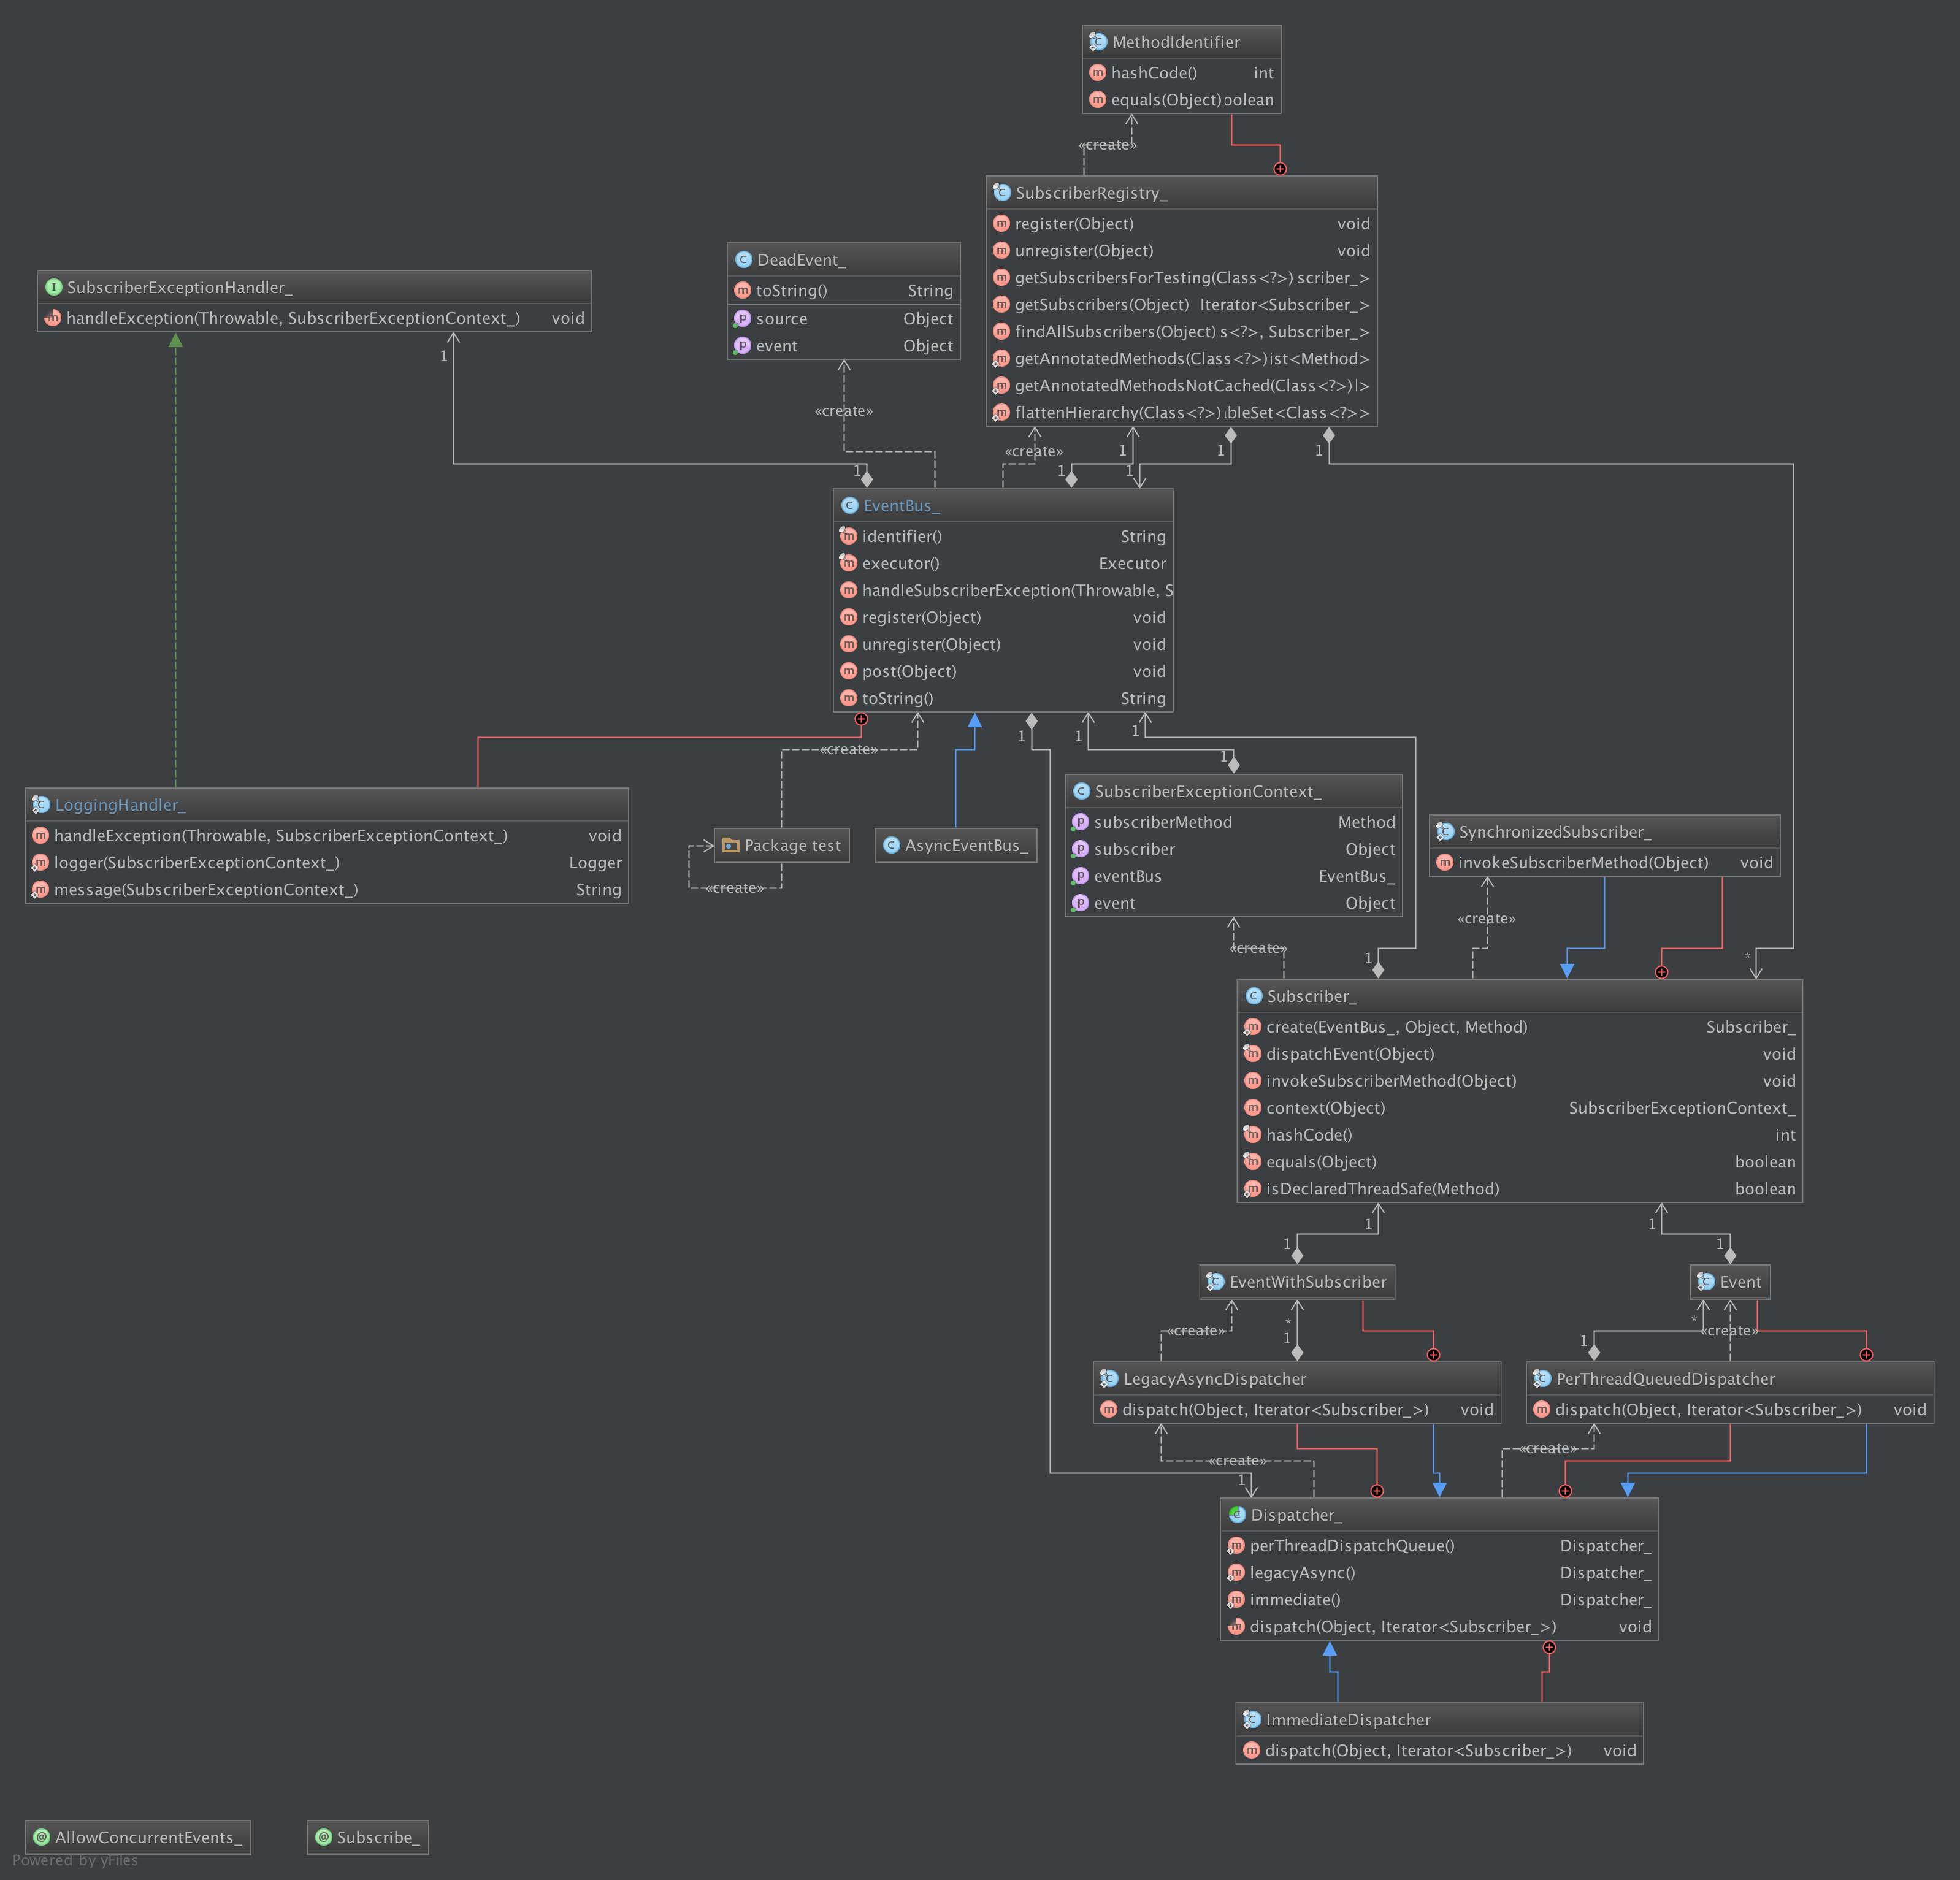 MethodIdentifier
hashCode() int
equals(Object) oolean
«create»
SubscriberRegistry_
register(Object) void
unregister(Object) void
getSubscribersForTesting(Class<?>) scriber_>
getSubscribers(Object) Iterator<Subscriber_>
findAllSubscribers(Object) s<?>, Subscriber_>
getAnnotatedMethods(Class<?>) ist<Method>
getAnnotatedMethodsNotCached(Class<?>) >
flattenHierarchy(Class<?>) bleSet<Class<?>>
DeadEvent_
toString() String
source Object
event Object
SubscriberExceptionHandler_
handleException(Throwable, SubscriberExceptionContext_) void
1
«create»
«create»
1
1
1
1
1
1
EventBus_
identifier() String
executor() Executor
handleSubscriberException(Throwable, S
register(Object) void
unregister(Object) void
post(Object) void
toString() String
«create»
1
1
1
1
LoggingHandler_
handleException(Throwable, SubscriberExceptionContext_) void
logger(SubscriberExceptionContext_) Logger
message(SubscriberExceptionContext_) String
Package test
«create»
AsyncEventBus_
SubscriberExceptionContext_
subscriberMethod Method
subscriber Object
eventBus EventBus_
event Object
SynchronizedSubscriber_
invokeSubscriberMethod(Object) void
«create»
«create»
1
*
Subscriber_
create(EventBus_, Object, Method) Subscriber_
dispatchEvent(Object) void
invokeSubscriberMethod(Object) void
context(Object) SubscriberExceptionContext_
hashCode() int
equals(Object) boolean
isDeclaredThreadSafe(Method) boolean
1
1
1
1
EventWithSubscriber
Event
«create»
*
1
*
1
«create»
LegacyAsyncDispatcher
dispatch(Object, Iterator<Subscriber_>) void
PerThreadQueuedDispatcher
dispatch(Object, Iterator<Subscriber_>) void
«create»
«create»
1
Dispatcher_
perThreadDispatchQueue() Dispatcher_
legacyAsync() Dispatcher_
immediate() Dispatcher_
dispatch(Object, Iterator<Subscriber_>) void
ImmediateDispatcher
dispatch(Object, Iterator<Subscriber_>) void
AllowConcurrentEvents_
Subscribe_
Powered by yFiles